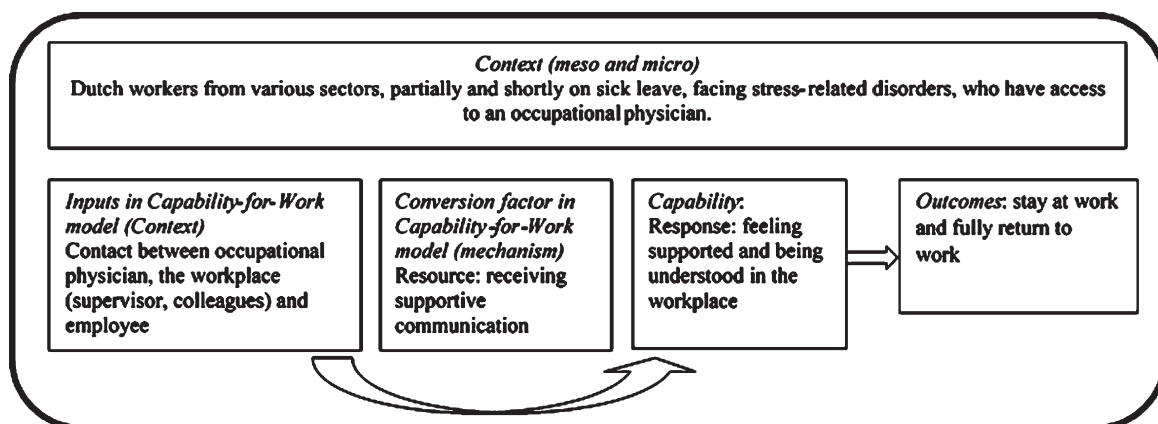 Context (meso and micro)
Dutch workers from various sectors, partially and shortly on sick leave, facing stress-related disorders, who have access
to an occupational physician.
Inputs in Capability-for-Work
model (Context)
Contact between occupational
physician, the workplace
(supervisor, colleagues) and
employee
Conversion factor in
Capability-for-Work
model (mechanism)
Resource: receiving
supportive
communication
Capability:
Response: feeling
supported and being
understood in the
workplace
Outcomes: stay at work
and fully return to
work